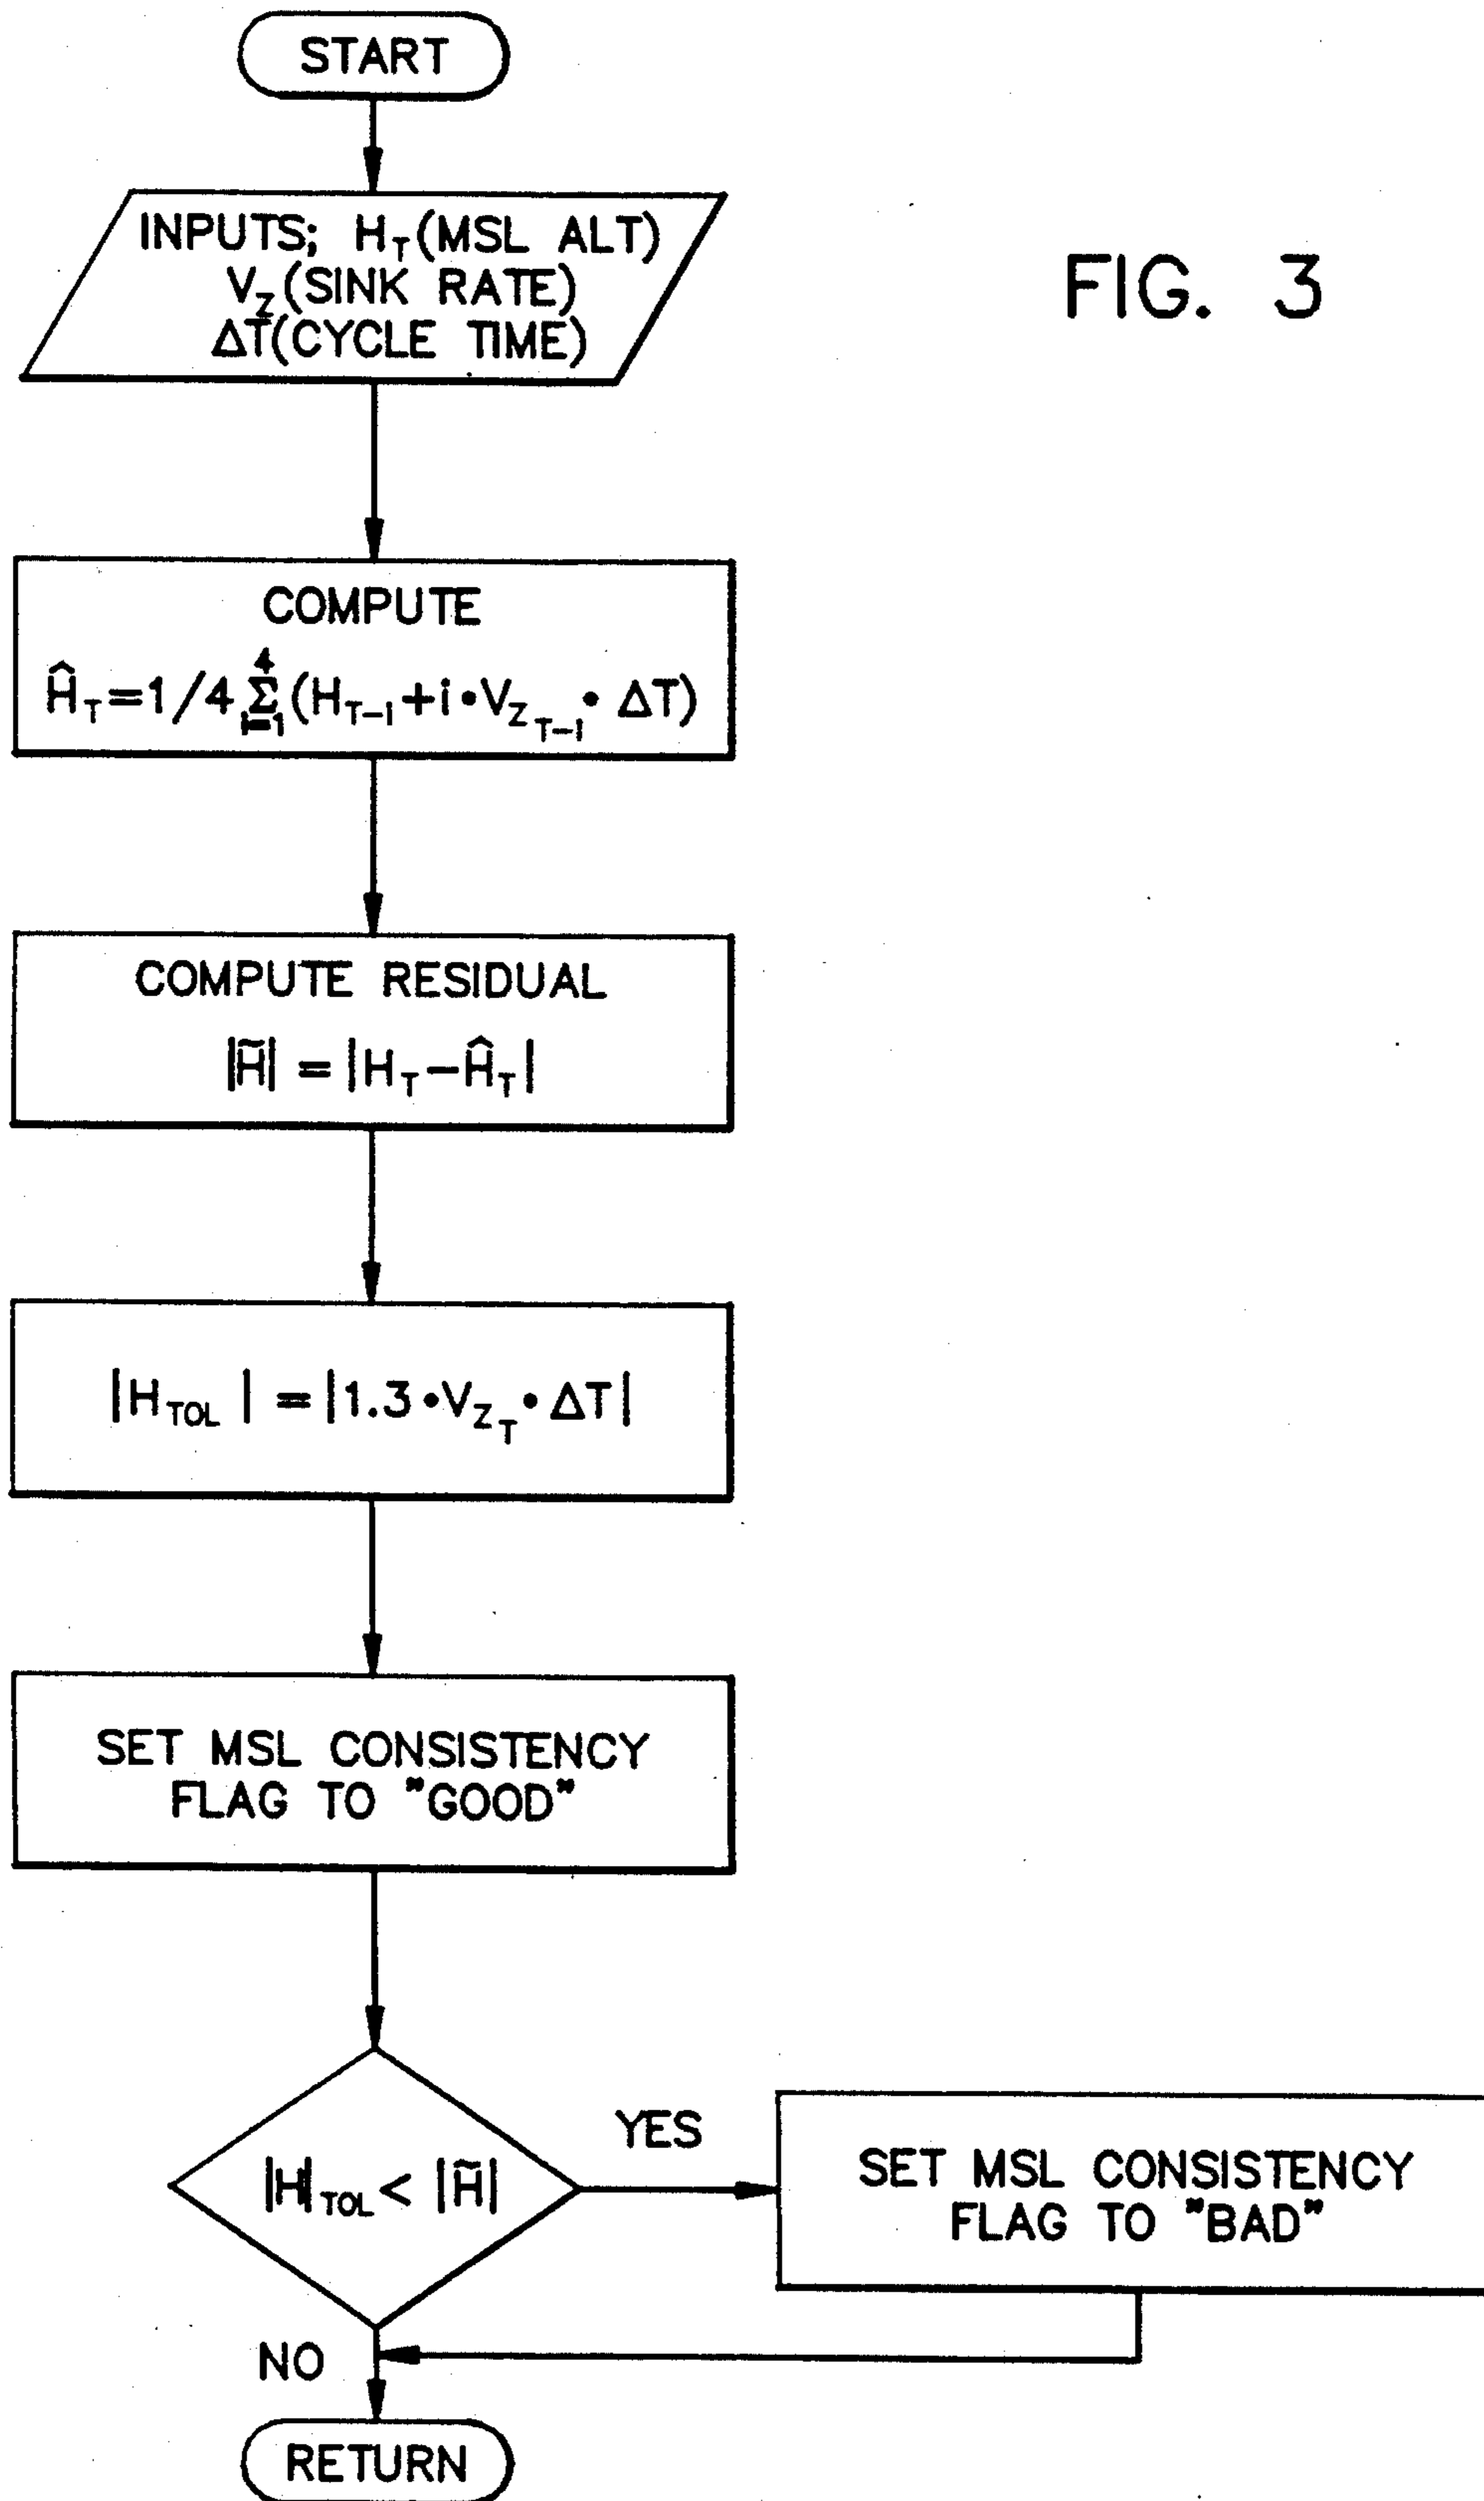 START
INPUTS; H_T(MSL ALT)
V_Z(SINK RATE)
ΔT(CYCLE TIME)
FIG. 3
COMPUTE
Ĥ_T=1/4 Σ_{i=1}^{4}(H_{T-i}+i•V_{Z_{T-i}}•ΔT)
COMPUTE RESIDUAL
|H̃| = |H_T-Ĥ_T|
|H_TOL| = |1.3•V_{Z_T}•ΔT|
SET MSL CONSISTENCY
FLAG TO "GOOD"
|H|_TOL < |H̃|
YES
SET MSL CONSISTENCY
FLAG TO "BAD"
NO
RETURN